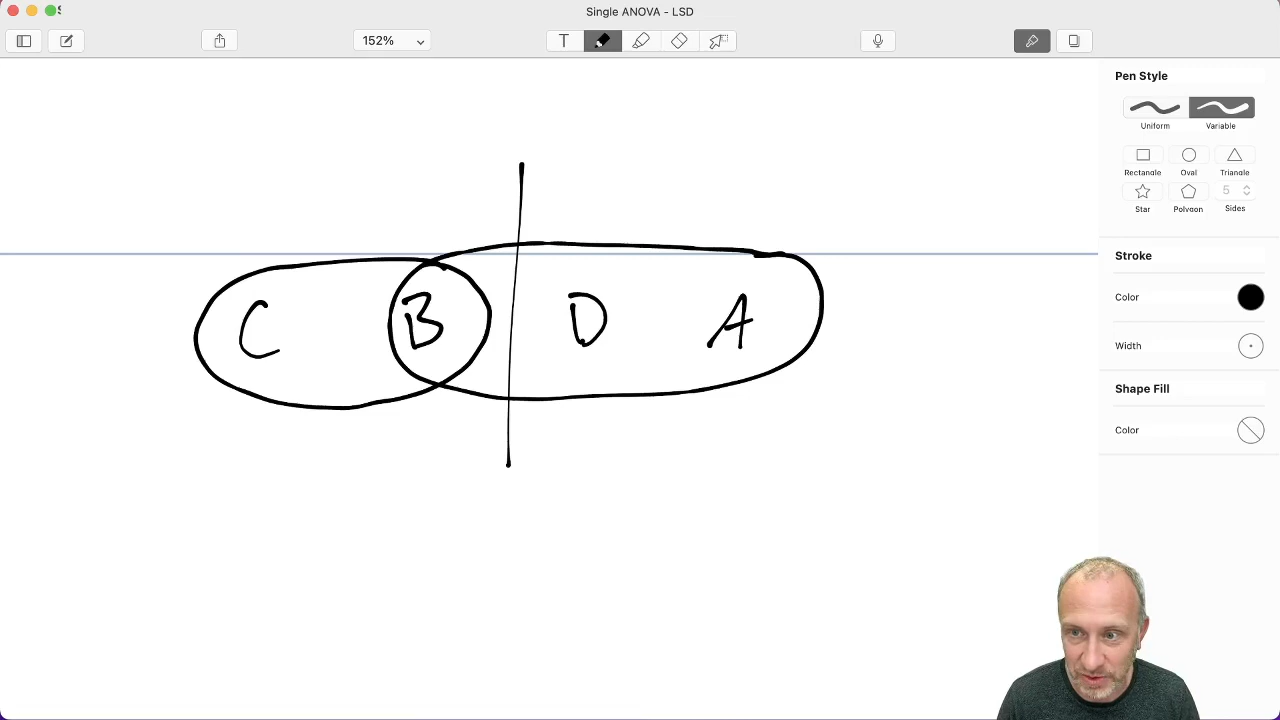 Single ANOVA - LSD
152%
T
Pen Style
Uniform Variable
Rectangle Oval Triangle
5
Star Polygon Sides
Stroke
Color
Width
Shape Fill
Color
C B D A